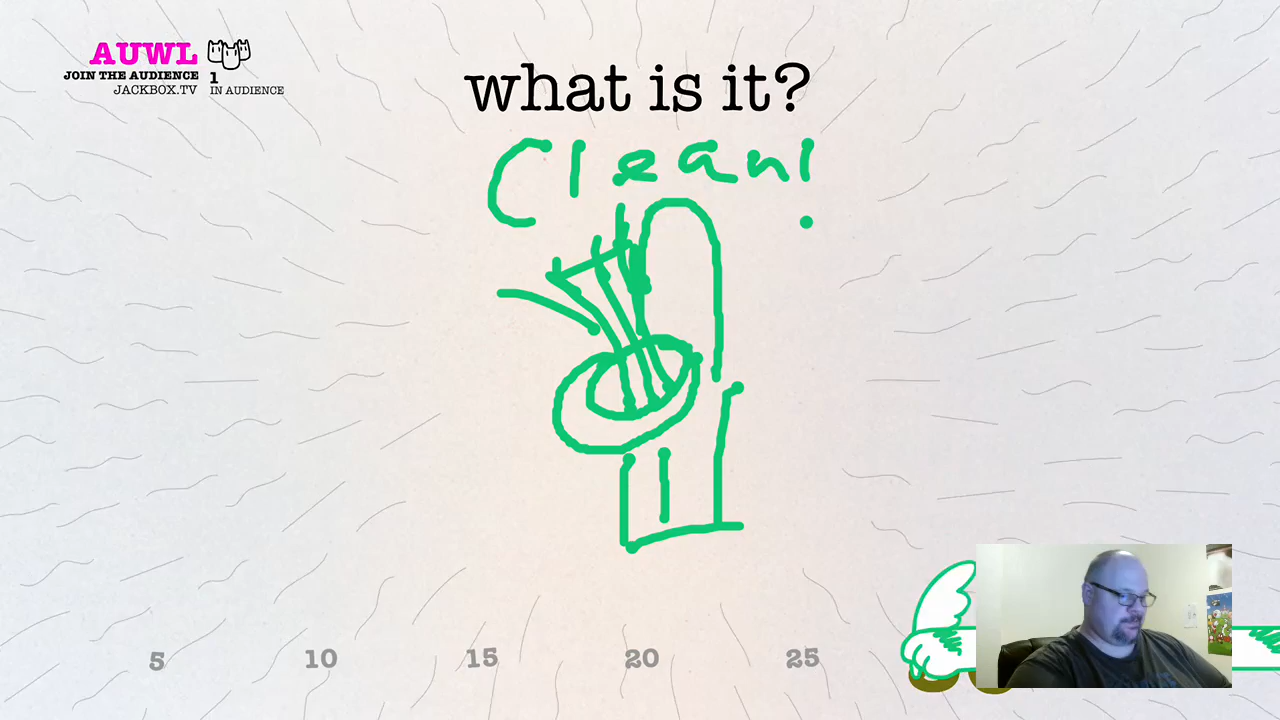 AUWL
JOIN THE AUDIENCE
JACKBOX.TV
1
IN AUDIENCE
what is it?
Clean!
5 10 15 20 25